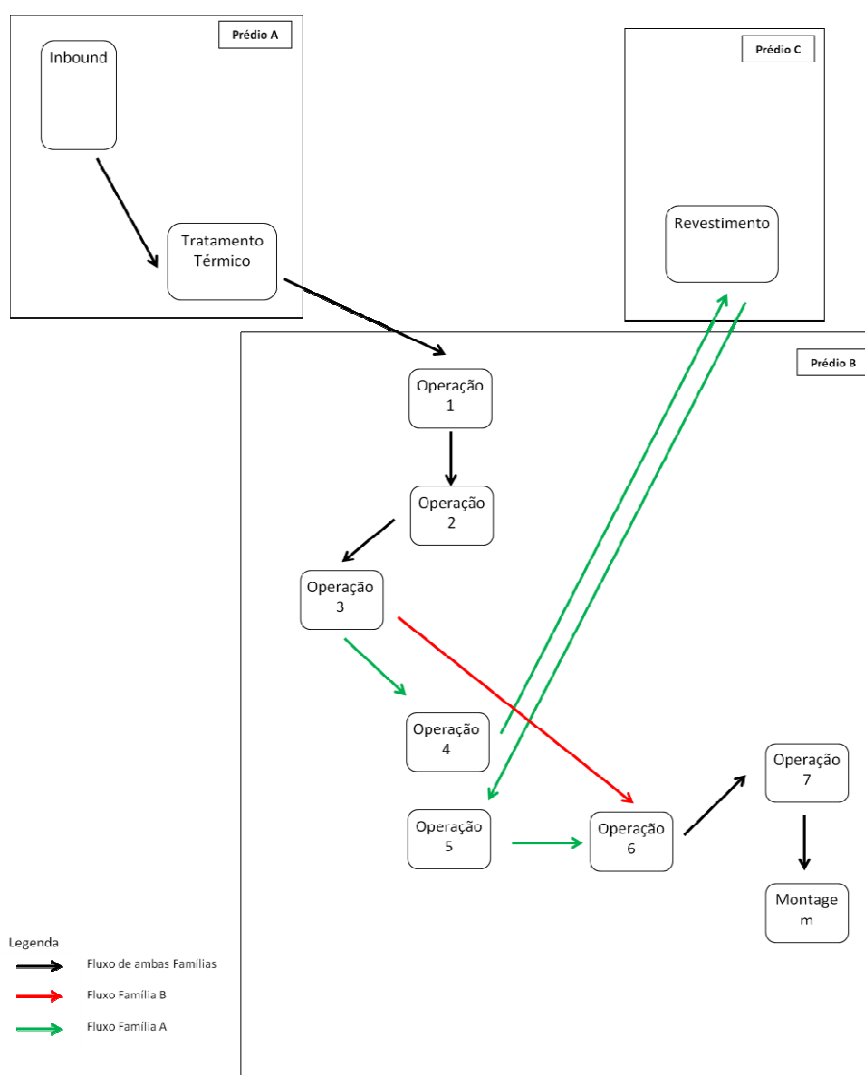 Prédio A
Inbound
Tratamento
Térmico
Prédio C
Revestimento
Prédio B
Operação
1
Operação
2
Operação
3
Operação
4
Operação
5
Operação
6
Operação
7
Montage
m
Legenda
Fluxo de ambas Famílias
Fluxo Família B
Fluxo Família A